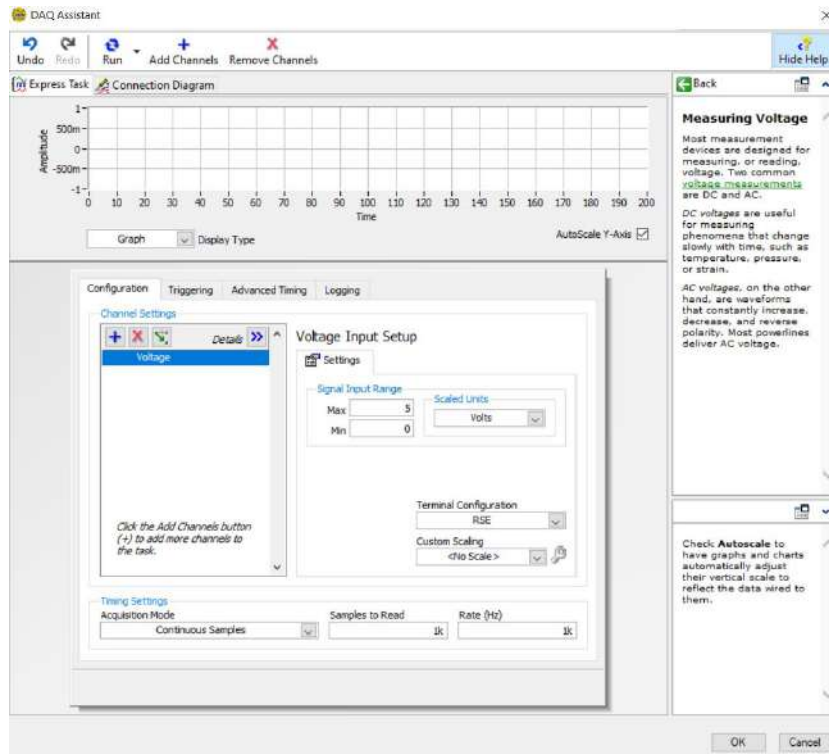 DAQ Assistant
Undo Redo Run Add Channels Remove Channels Hide Help
Express Task Connection Diagram
1
500m
0
-500m
-1
Amplitude
0 10 20 30 40 50 60 70 80 90 100 110 120 130 140 150 160 170 180 190 200
Time
Graph Display Type AutoScale Y-Axis
Configuration Triggering Advanced Timing Logging
Channel Settings
Details
Voltage
Click the Add Channels button
(+) to add more channels to
the task.
Voltage Input Setup
Settings
Signal Input Range
Max 5
Min 0
Scaled Units
Volts
Terminal Configuration
RSE
Custom Scaling
<No Scale>
Timing Settings
Acquisition Mode Samples to Read Rate (Hz)
Continuous Samples 1k 1k
Back
Measuring Voltage
Most measurement
devices are designed for
measuring, or reading,
voltage. Two common
voltage measurements
are DC and AC.
DC voltages are useful
for measuring
phenomena that change
slowly with time, such as
temperature, pressure,
or strain.
AC voltages, on the other
hand, are waveforms
that constantly increase,
decrease, and reverse
polarity. Most powerlines
deliver AC voltage.
Check Autoscale to
have graphs and charts
automatically adjust
their vertical scale to
reflect the data wired to
them.
OK Cancel